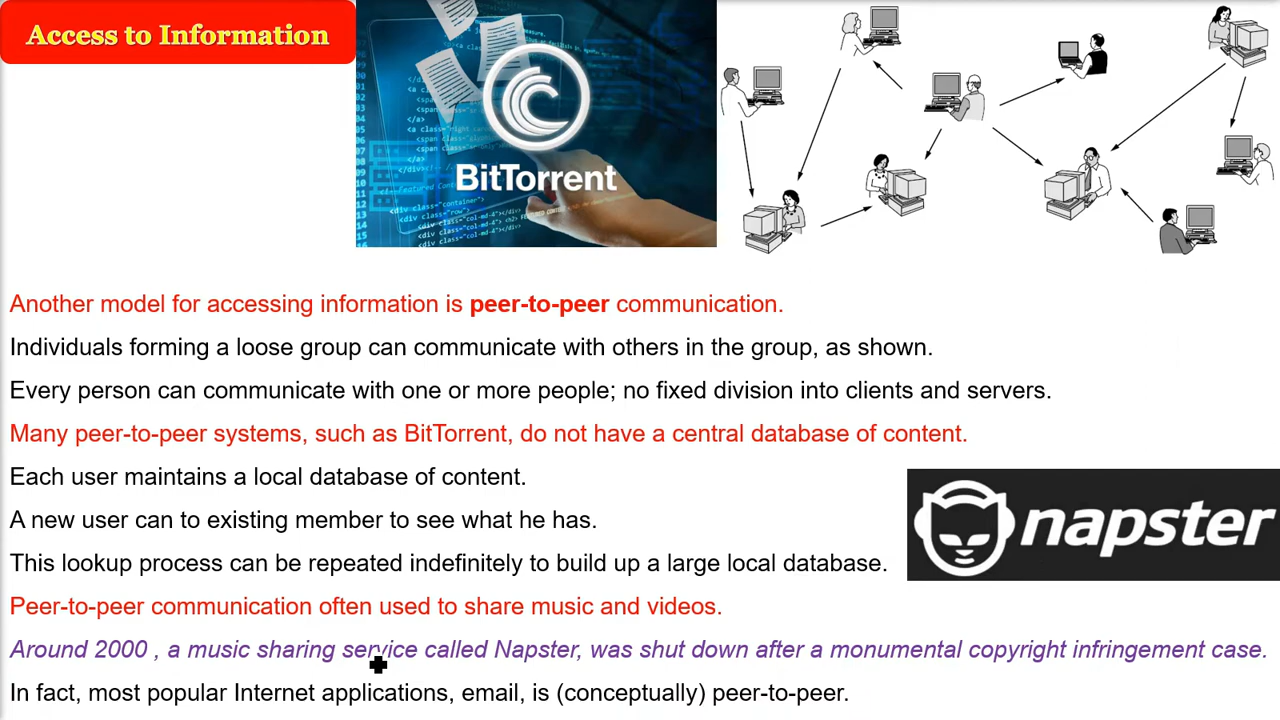 Access to Information
BitTorrent
Another model for accessing information is peer-to-peer communication.
Individuals forming a loose group can communicate with others in the group, as shown.
Every person can communicate with one or more people; no fixed division into clients and servers.
Many peer-to-peer systems, such as BitTorrent, do not have a central database of content.
Each user maintains a local database of content.
A new user can to existing member to see what he has.
napster
This lookup process can be repeated indefinitely to build up a large local database.
Peer-to-peer communication often used to share music and videos.
Around 2000 , a music sharing service called Napster, was shut down after a monumental copyright infringement case.
In fact, most popular Internet applications, email, is (conceptually) peer-to-peer.